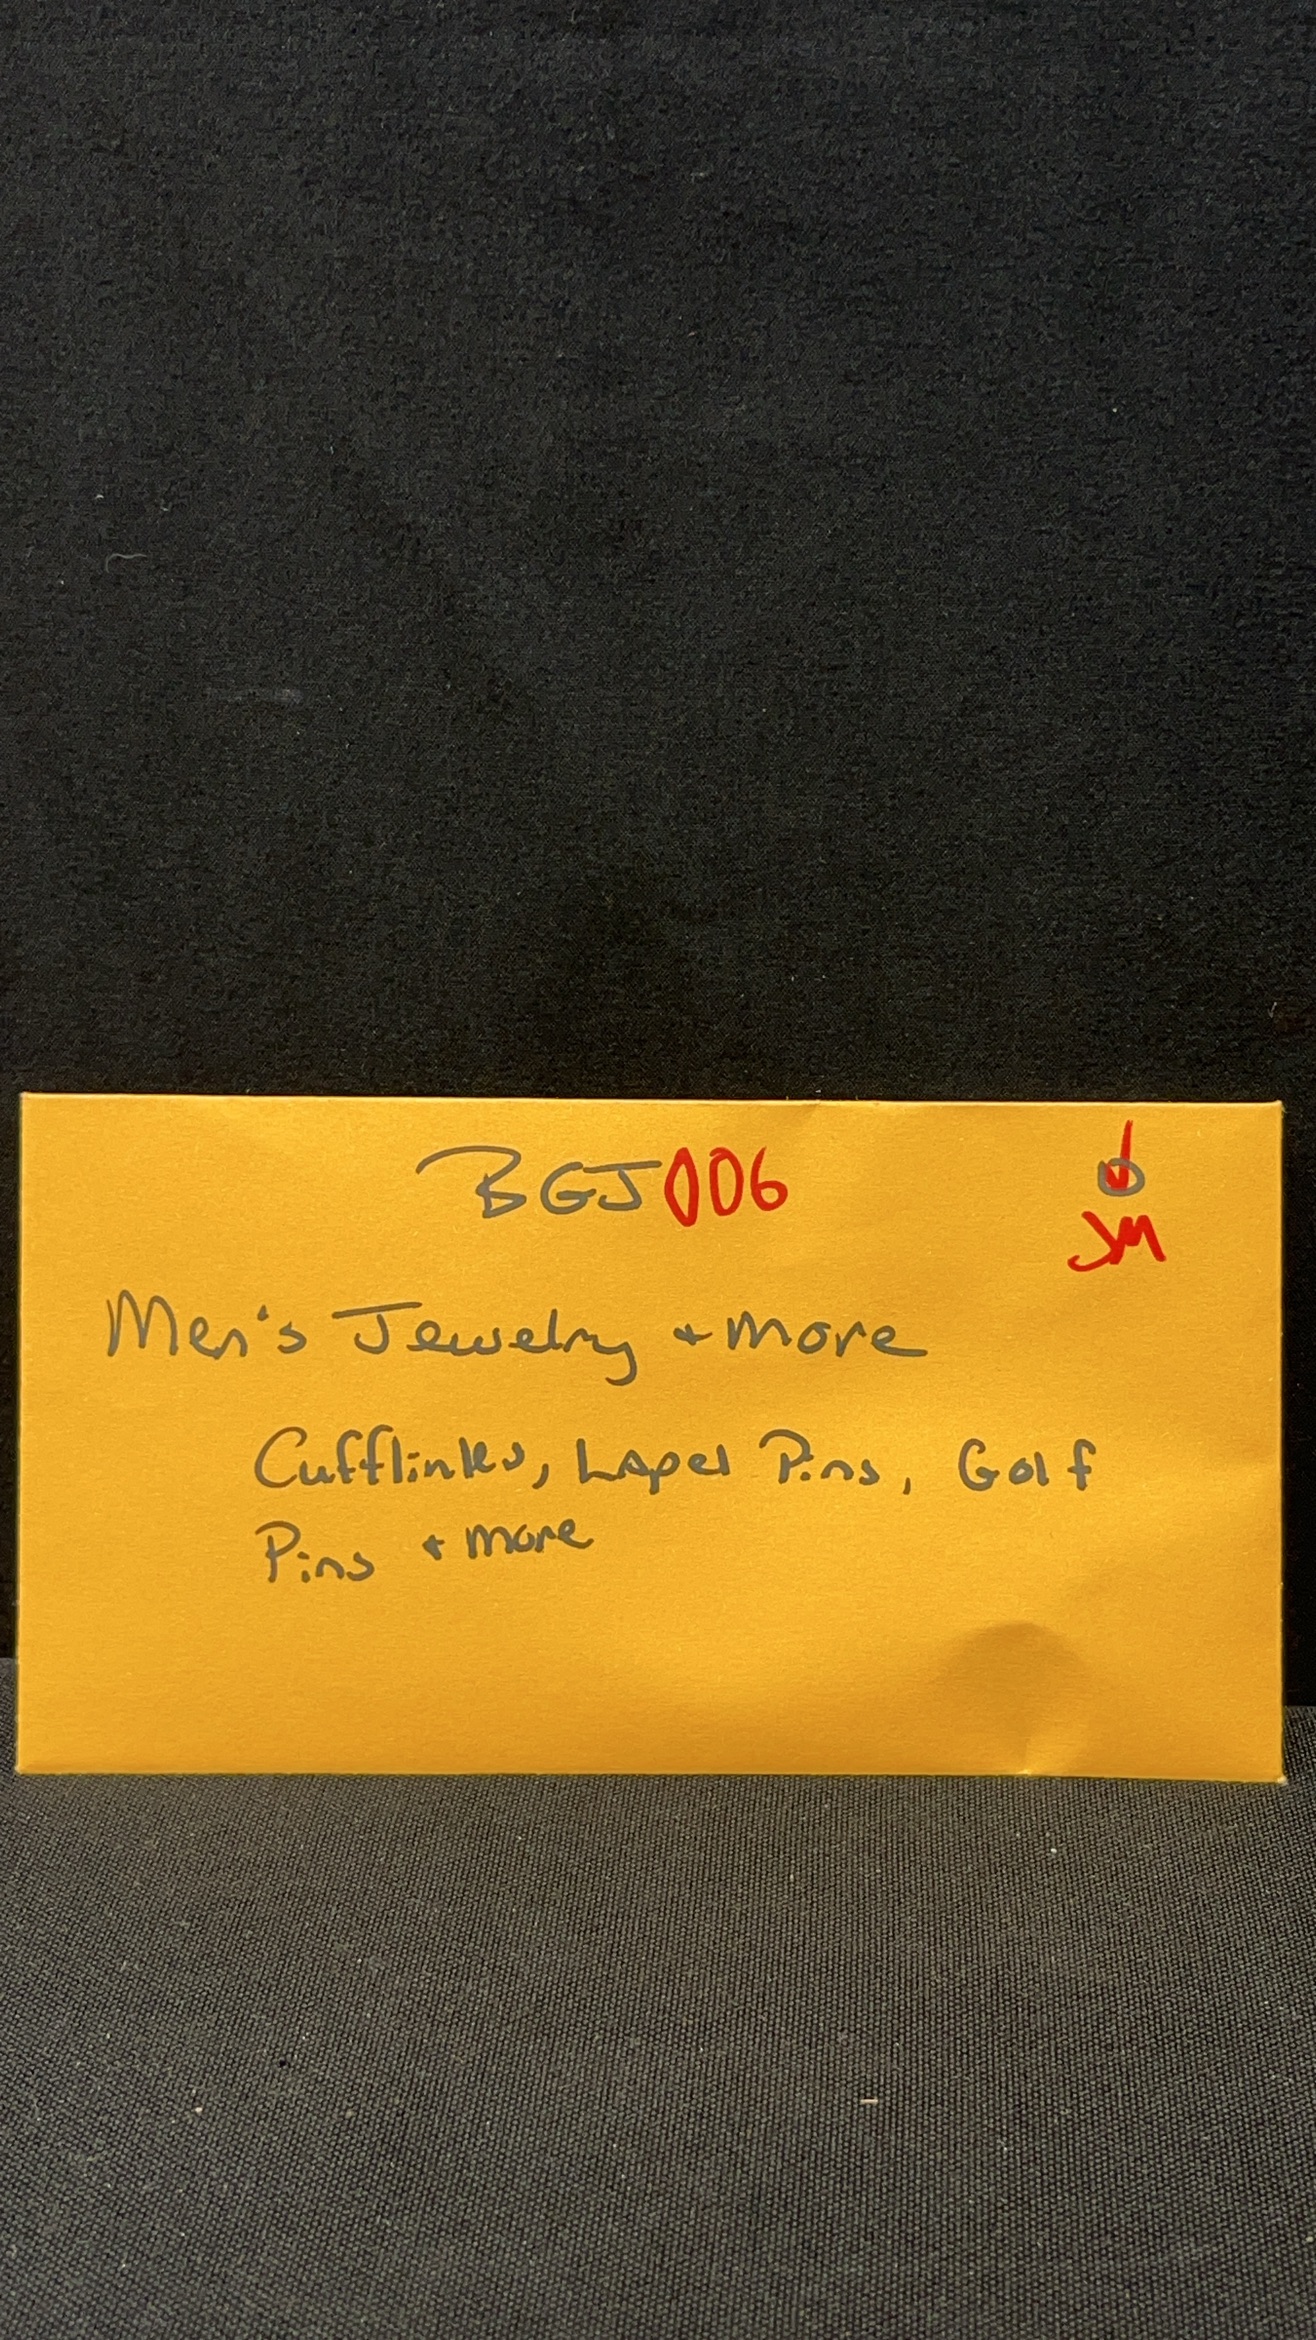 BGJ006
JM
Men's Jewelry + more
Cufflinks, Lapel Pins, Golf
Pins + more